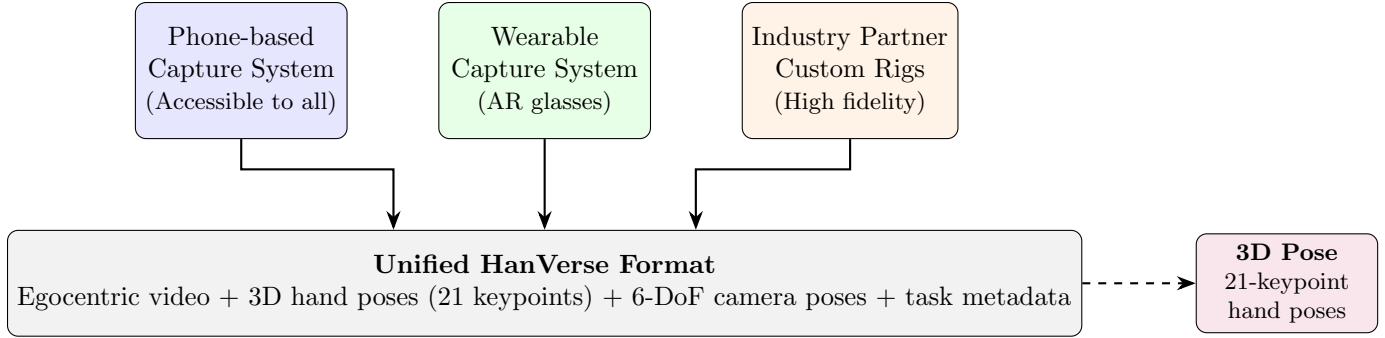 Phone-based
Capture System
(Accessible to all)
Wearable
Capture System
(AR glasses)
Industry Partner
Custom Rigs
(High fidelity)
Unified HanVerse Format
Egocentric video + 3D hand poses (21 keypoints) + 6-DoF camera poses + task metadata
3D Pose
21-keypoint
hand poses